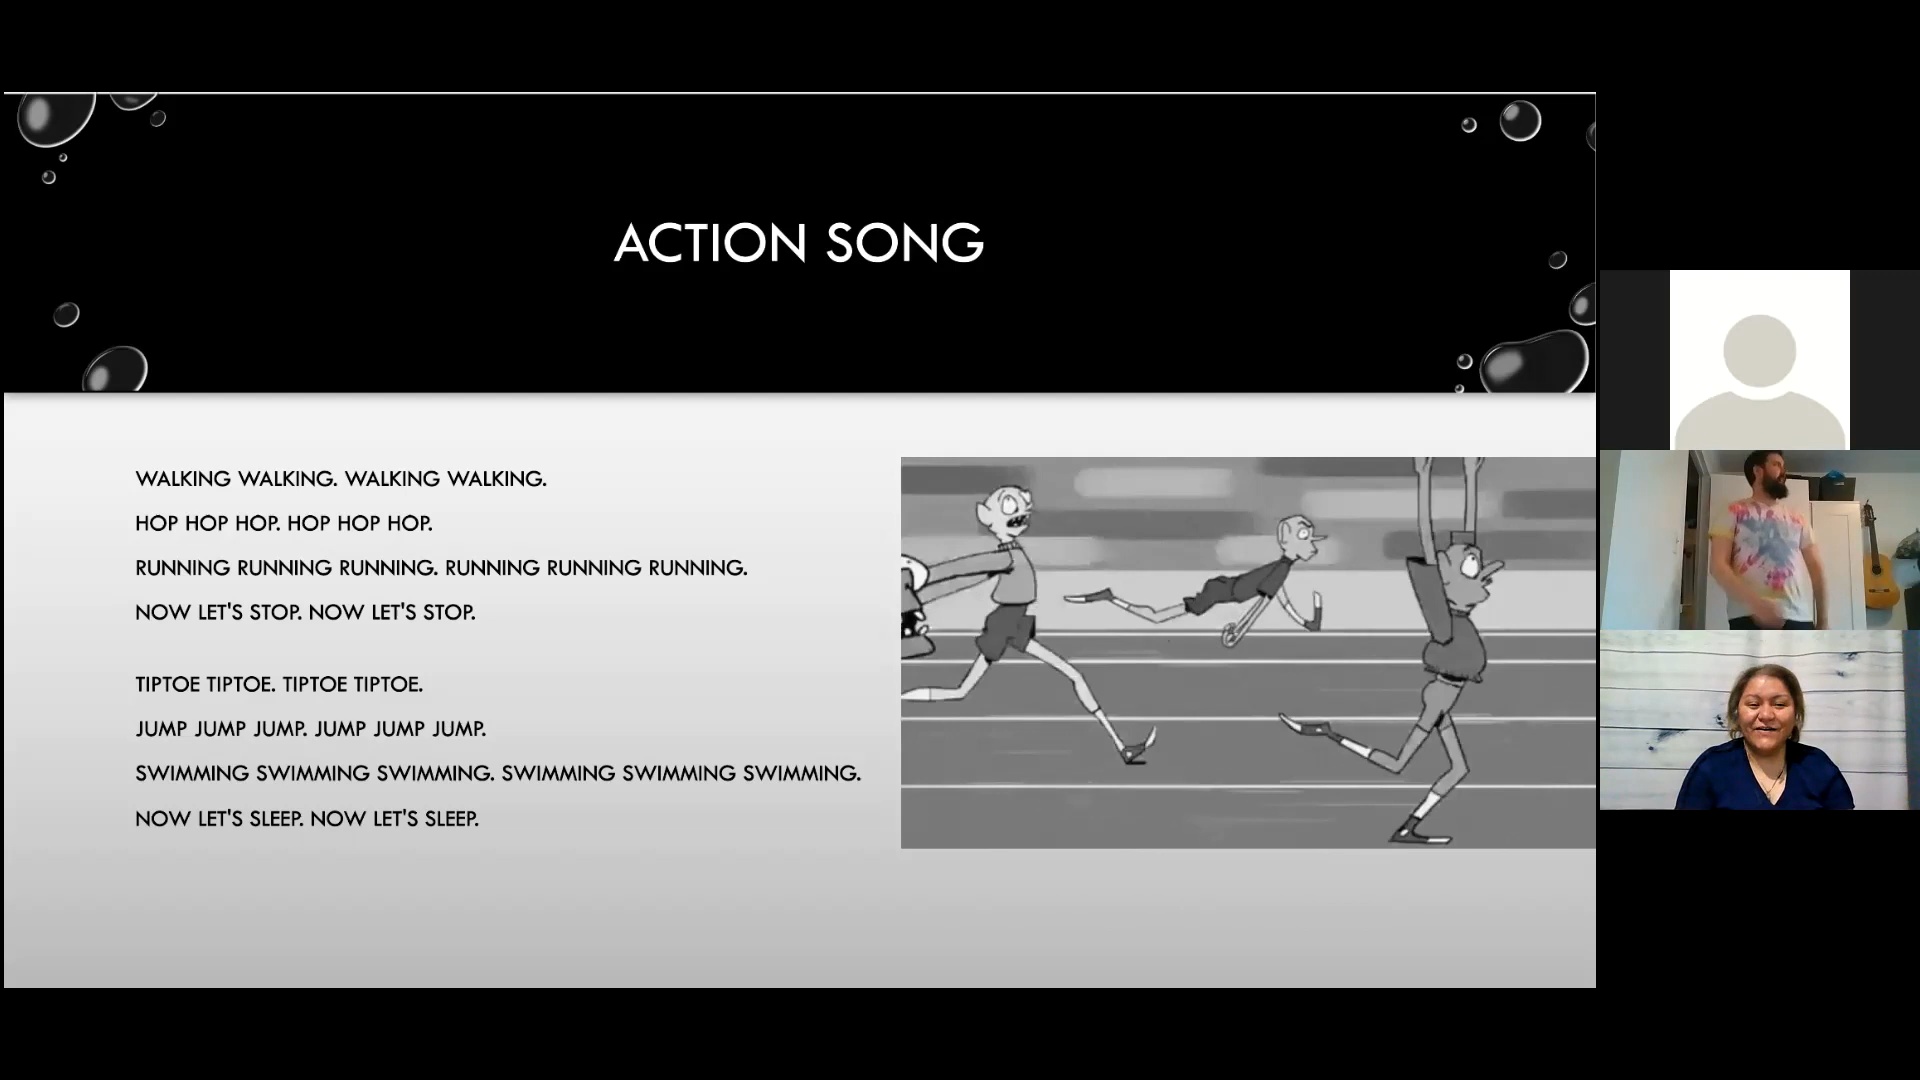 ACTION SONG
WALKING WALKING. WALKING WALKING.
HOP HOP HOP. HOP HOP HOP.
RUNNING RUNNING RUNNING. RUNNING RUNNING RUNNING.
NOW LET'S STOP. NOW LET'S STOP.
TIPTOE TIPTOE. TIPTOE TIPTOE.
JUMP JUMP JUMP. JUMP JUMP JUMP.
SWIMMING SWIMMING SWIMMING. SWIMMING SWIMMING SWIMMING.
NOW LET'S SLEEP. NOW LET'S SLEEP.